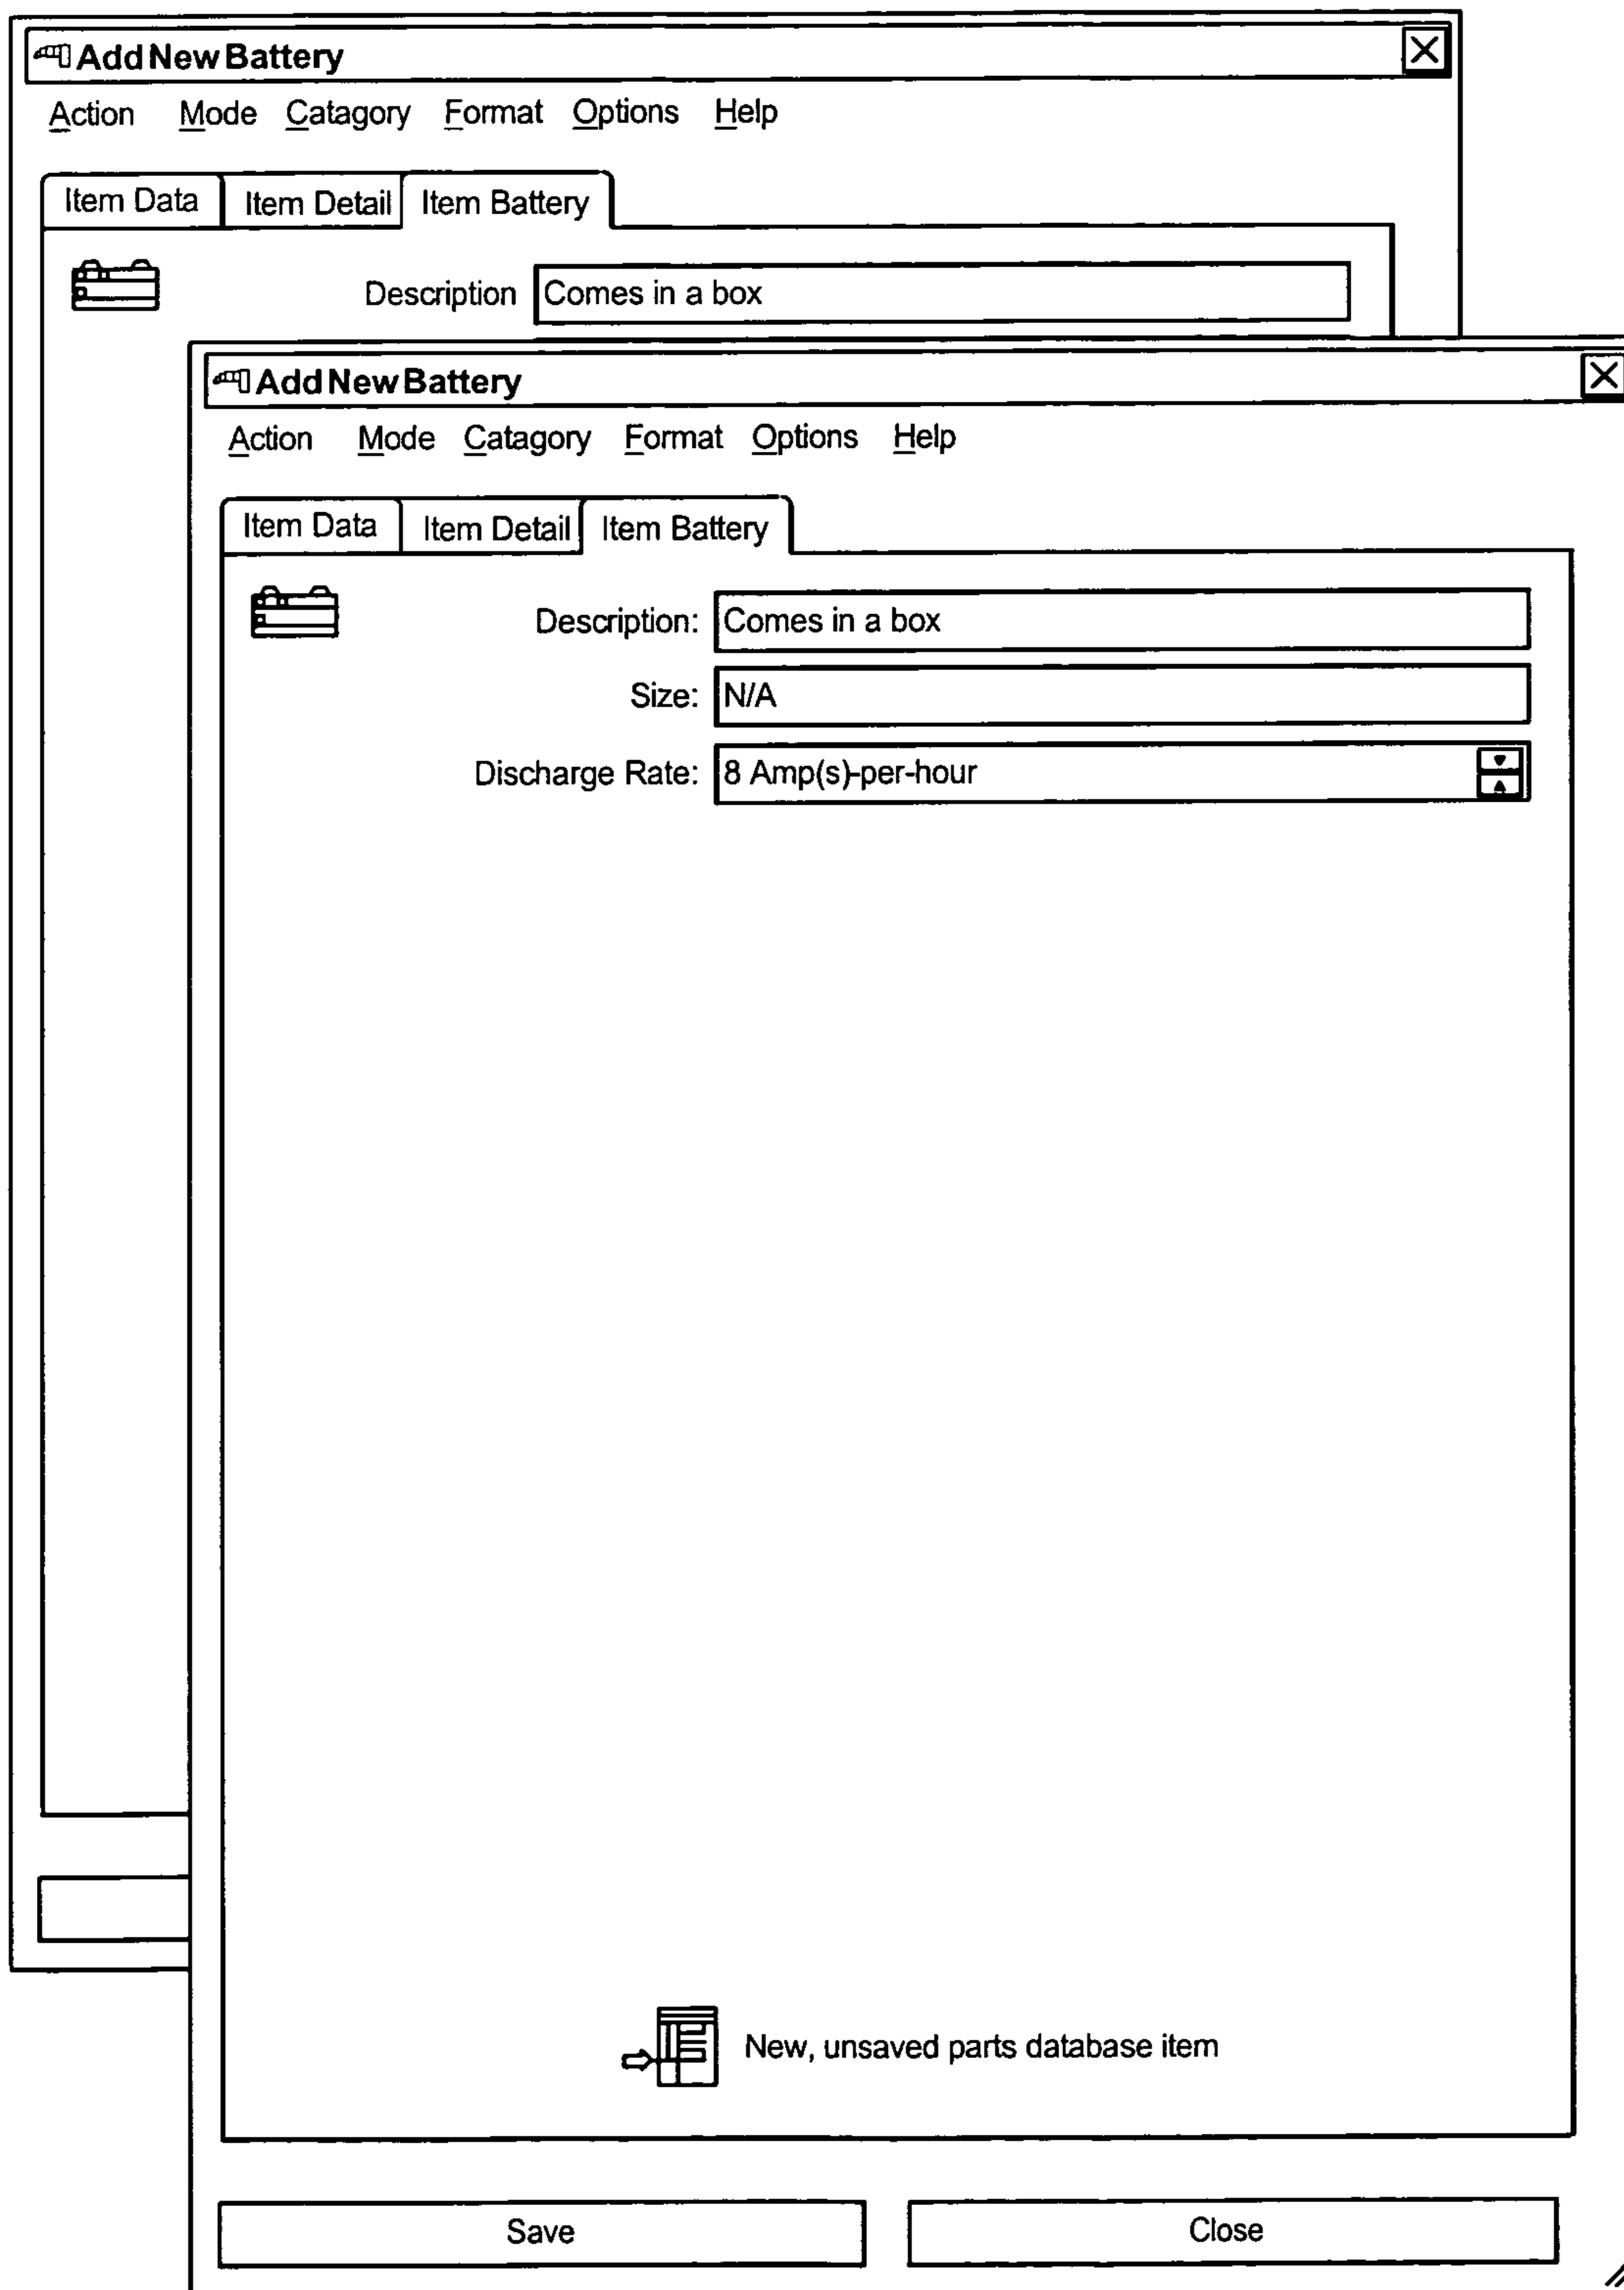 Add New Battery
Action Mode Catagory Format Options Help
Item Data Item Detail Item Battery
Description Comes in a box
Add New Battery
Action Mode Catagory Format Options Help
Item Data Item Detail Item Battery
Description: Comes in a box
Size: N/A
Discharge Rate: 8 Amp(s)-per-hour
New, unsaved parts database item
Save Close